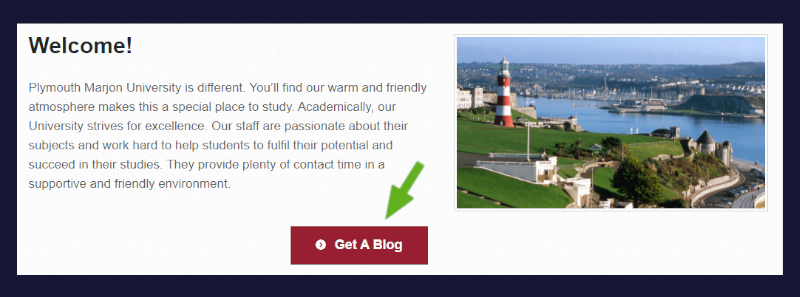 Welcome!
Plymouth Marjon University is different. You'll find our warm and friendly
atmosphere makes this a special place to study. Academically, our
University strives for excellence. Our staff are passionate about their
subjects and work hard to help students to fulfil their potential and
succeed in their studies. They provide plenty of contact time in a
supportive and friendly environment.
Get A Blog